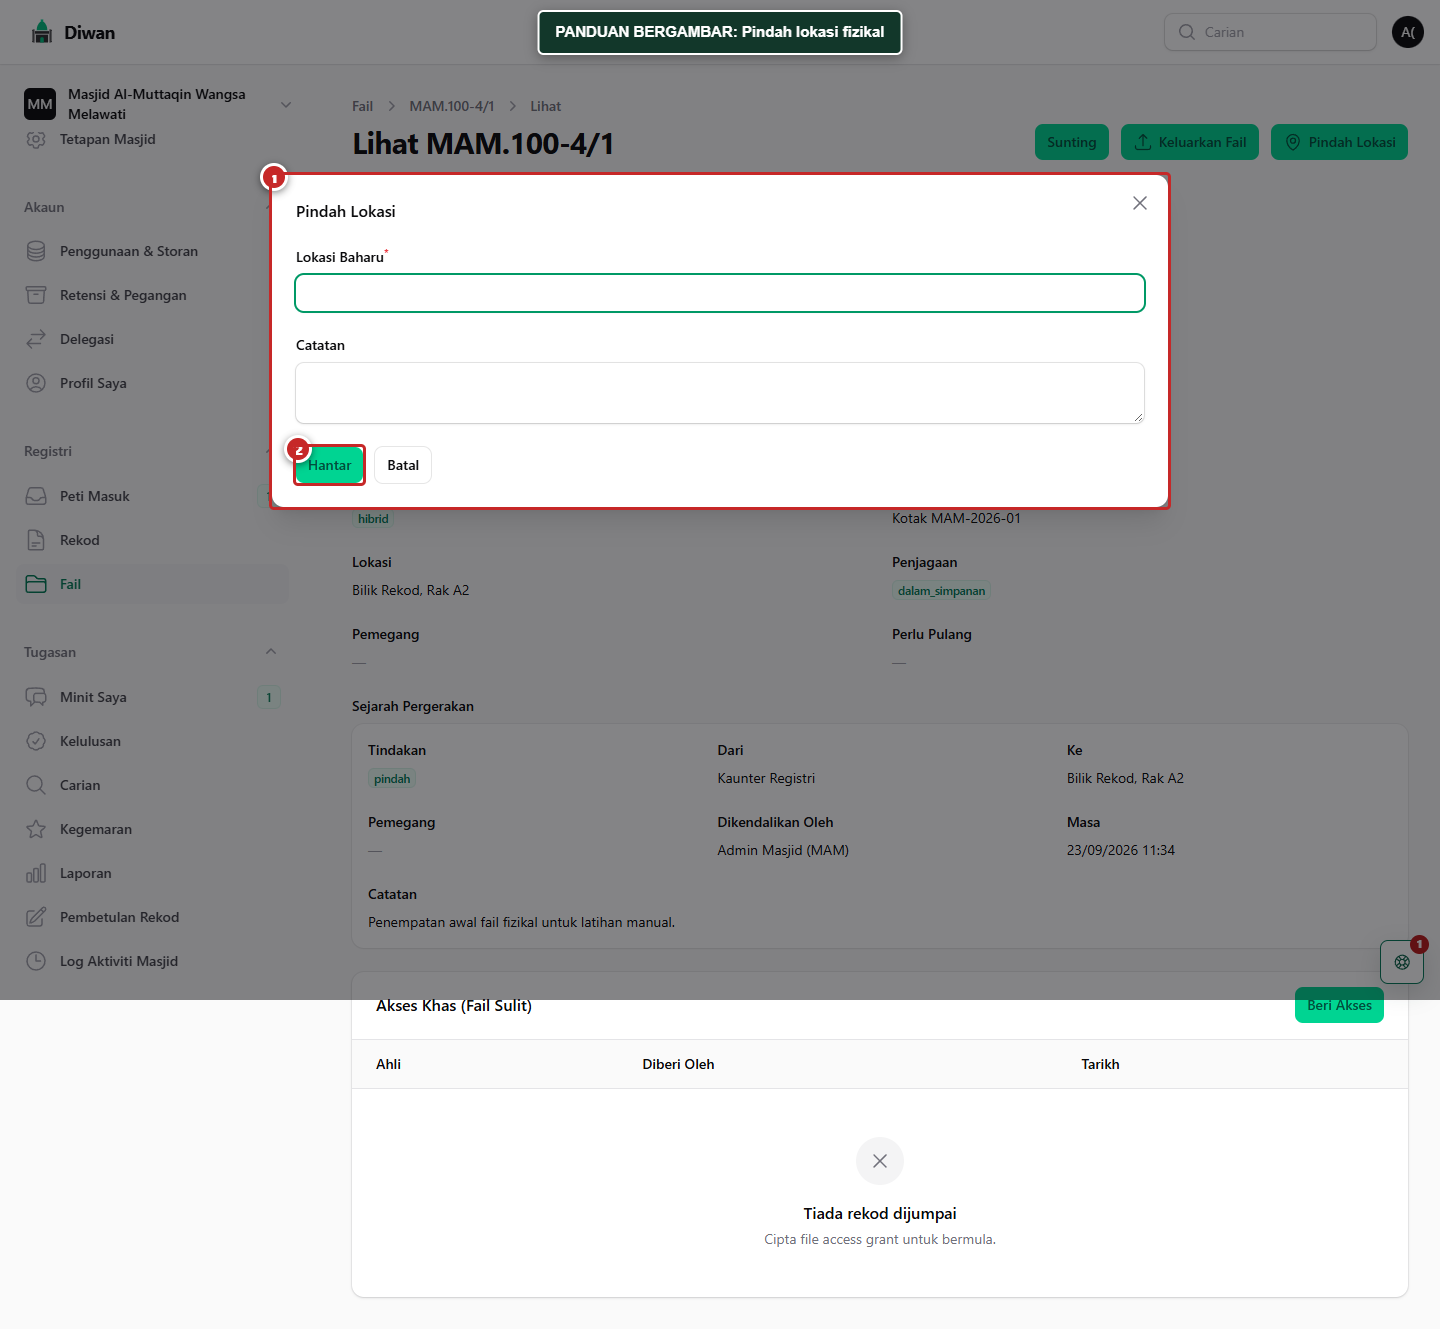 Diwan
PANDUAN BERGAMBAR: Pindah lokasi fizikal
Carian
A(
MM
Masjid Al-Muttaqin Wangsa
Melawati
Tetapan Masjid
Akaun
Penggunaan & Storan
Retensi & Pegangan
Delegasi
Profil Saya
Registri
Peti Masuk
Rekod
Fail
Tugasan
Minit Saya
1
Kelulusan
Carian
Kegemaran
Laporan
Pembetulan Rekod
Log Aktiviti Masjid
Fail
MAM.100-4/1
Lihat
Lihat MAM.100-4/1
Sunting
Keluarkan Fail
Pindah Lokasi
1
Pindah Lokasi
Lokasi Baharu*
Catatan
2
Hantar
Batal
hibrid
Kotak MAM-2026-01
Lokasi
Penjagaan
Bilik Rekod, Rak A2
dalam_simpanan
Pemegang
Perlu Pulang
—
—
Sejarah Pergerakan
Tindakan
Dari
Ke
pindah
Kaunter Registri
Bilik Rekod, Rak A2
Pemegang
Dikendalikan Oleh
Masa
—
Admin Masjid (MAM)
23/09/2026 11:34
Catatan
Penempatan awal fail fizikal untuk latihan manual.
1
Akses Khas (Fail Sulit)
Beri Akses
Ahli
Diberi Oleh
Tarikh
Tiada rekod dijumpai
Cipta file access grant untuk bermula.